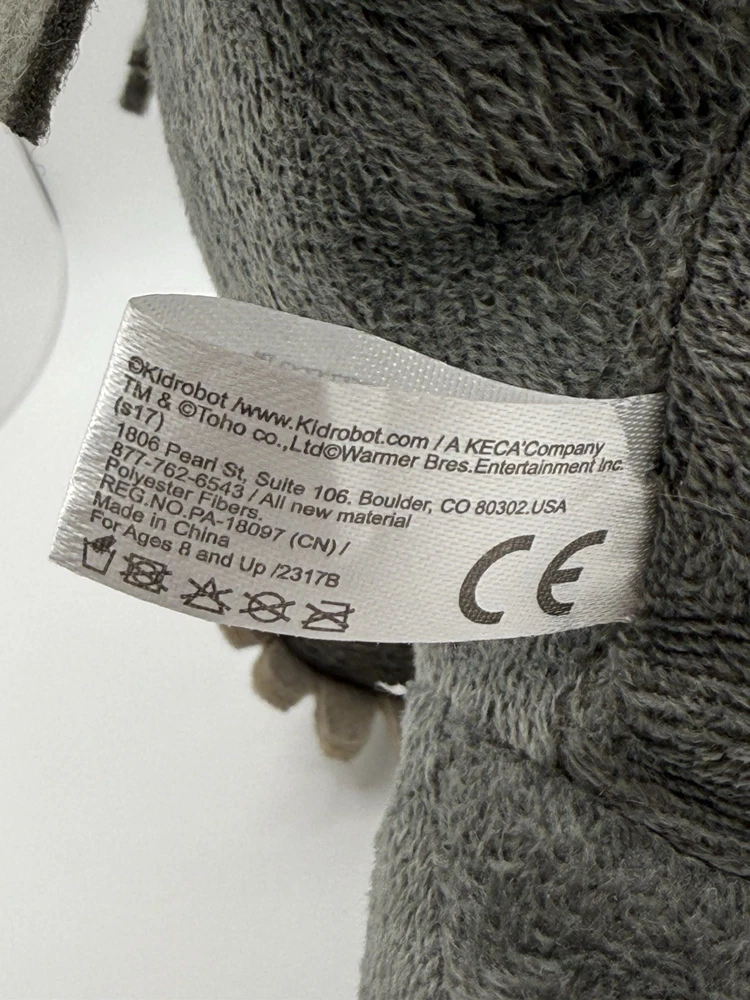 ©Kidrobot /www.Kidrobot.com / A KECA'Company
TM & ©Toho co.,Ltd©Warmer Bres.Entertainment Inc.
(s17)
1806 Pearl St, Suite 106. Boulder, CO 80302.USA
877-762-6543 / All new material
Polyester Fibers.
REG.NO.PA-18097 (CN) /
Made in China
For Ages 8 and Up /2317B
CE